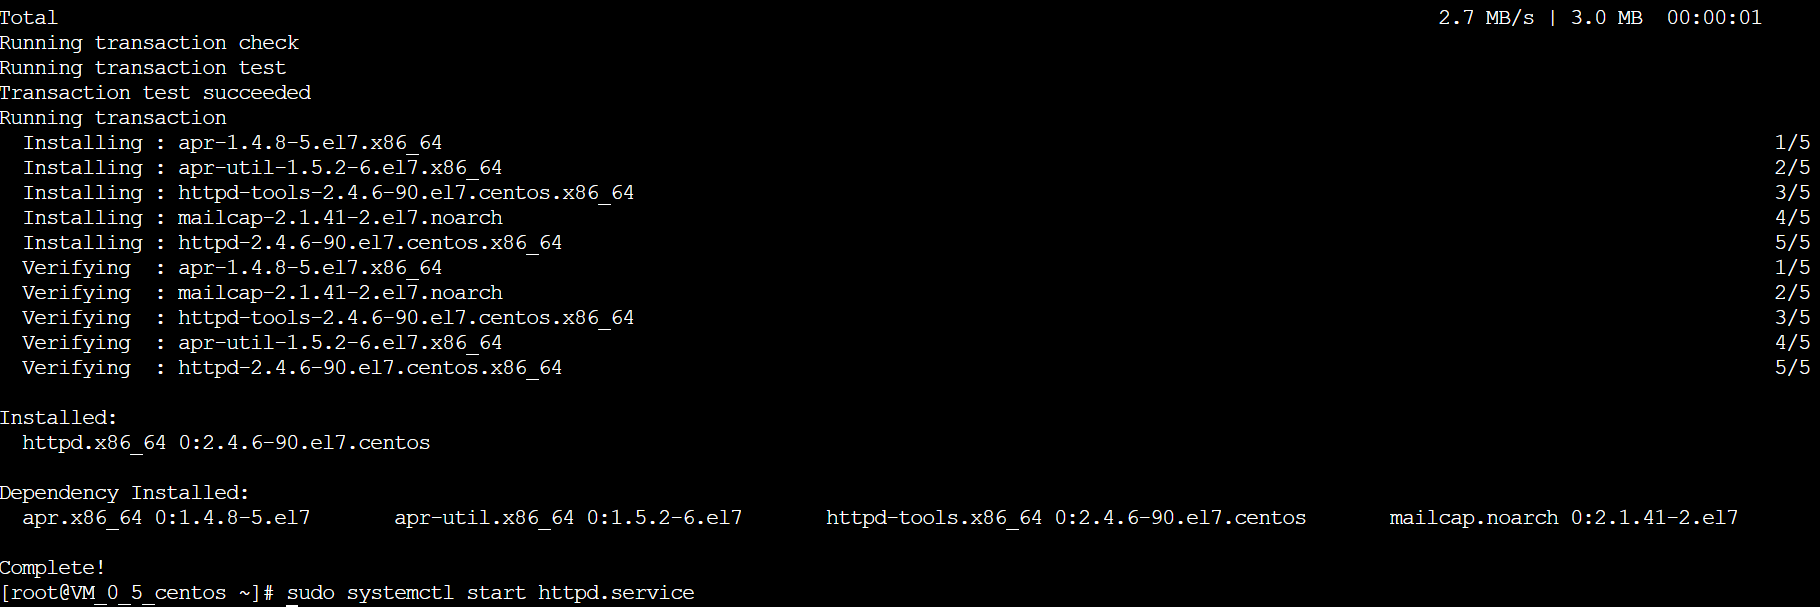 Total 2.7 MB/s | 3.0 MB 00:00:01
Running transaction check
Running transaction test
Transaction test succeeded
Running transaction
Installing : apr-1.4.8-5.el7.x86_64 1/5
Installing : apr-util-1.5.2-6.el7.x86_64 2/5
Installing : httpd-tools-2.4.6-90.el7.centos.x86_64 3/5
Installing : mailcap-2.1.41-2.el7.noarch 4/5
Installing : httpd-2.4.6-90.el7.centos.x86_64 5/5
Verifying : apr-1.4.8-5.el7.x86_64 1/5
Verifying : mailcap-2.1.41-2.el7.noarch 2/5
Verifying : httpd-tools-2.4.6-90.el7.centos.x86_64 3/5
Verifying : apr-util-1.5.2-6.el7.x86_64 4/5
Verifying : httpd-2.4.6-90.el7.centos.x86_64 5/5
Installed:
httpd.x86_64 0:2.4.6-90.el7.centos
Dependency Installed:
apr.x86_64 0:1.4.8-5.el7 apr-util.x86_64 0:1.5.2-6.el7 httpd-tools.x86_64 0:2.4.6-90.el7.centos mailcap.noarch 0:2.1.41-2.el7
Complete!
[root@VM_0_5_centos ~]# sudo systemctl start httpd.service